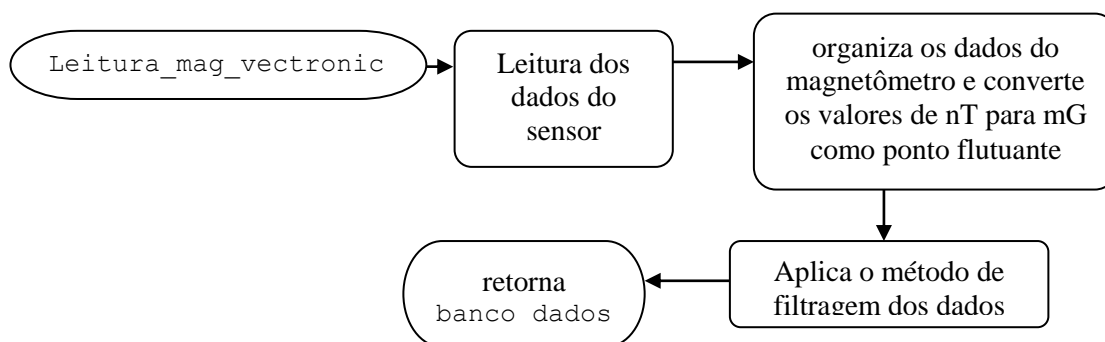 Leitura_mag_vectronic
Leitura dos
dados do
sensor
organiza os dados do
magnetômetro e converte
os valores de nT para mG
como ponto flutuante
Aplica o método de
filtragem dos dados
retorna
banco dados